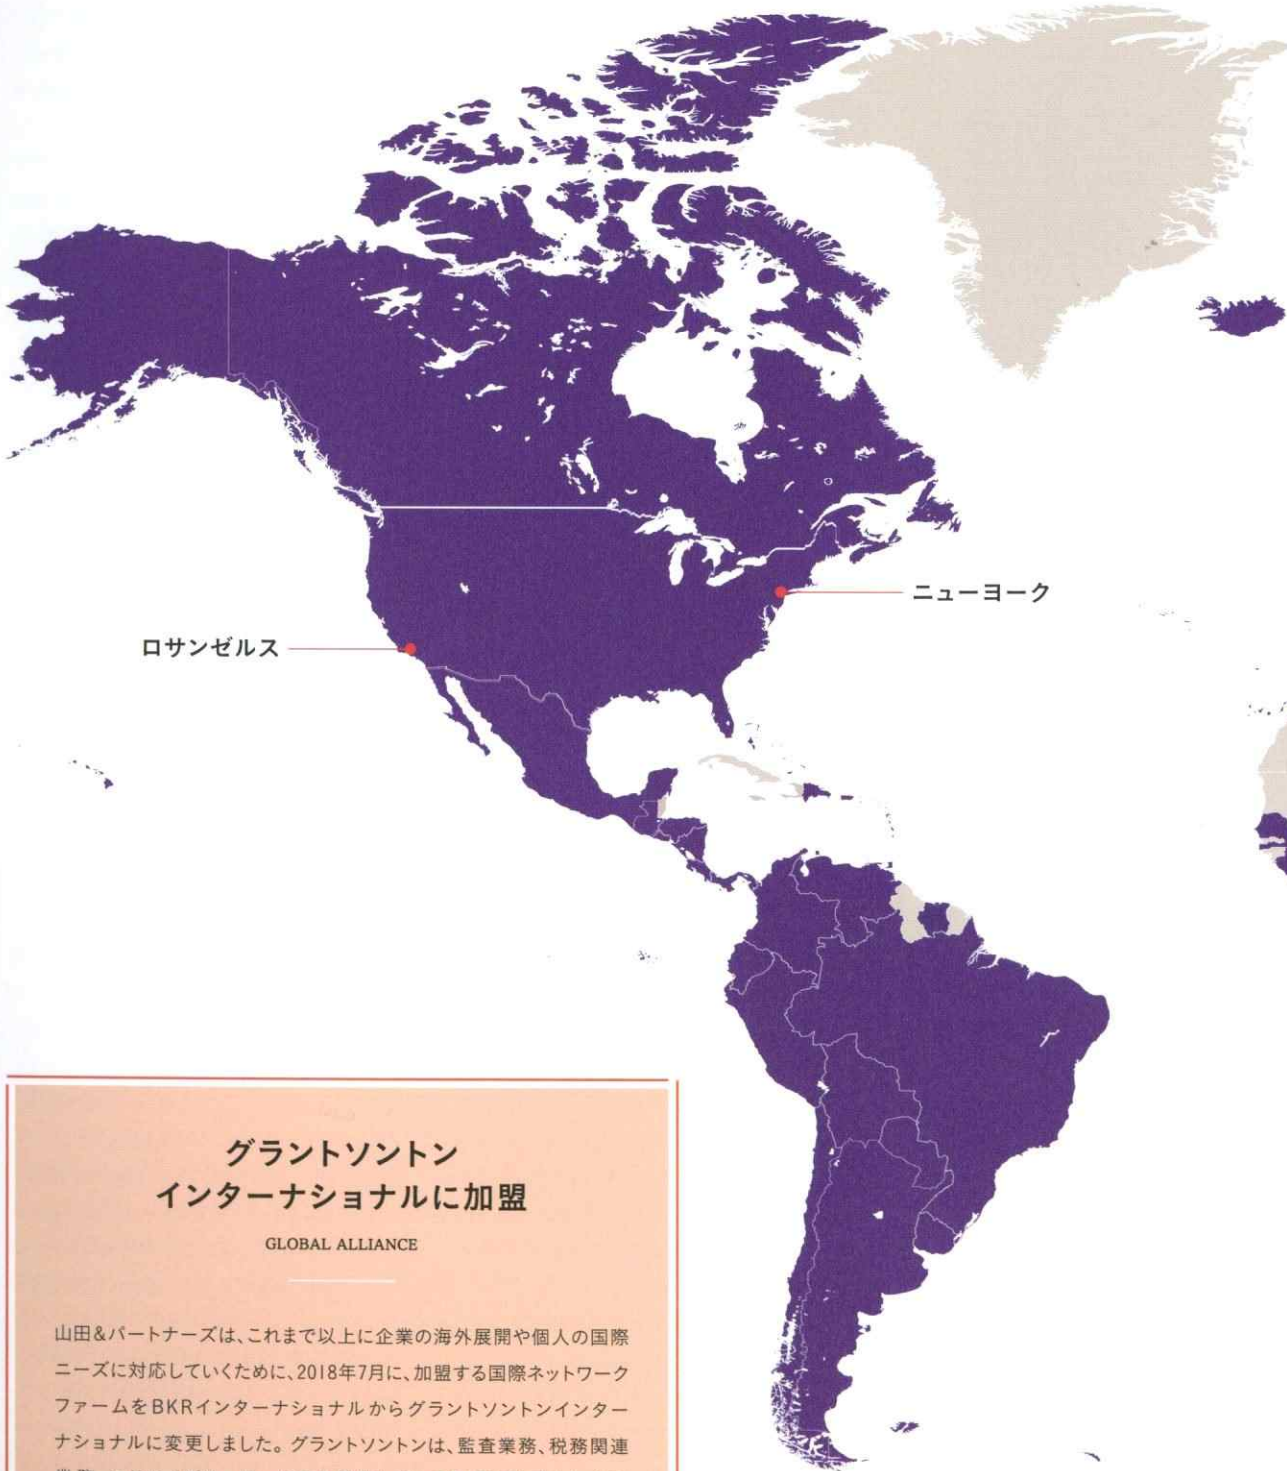 ニューヨーク
ロサンゼルス
グラントソントン
インターナショナルに加盟
GLOBAL ALLIANCE
山田&パートナーズは、これまで以上に企業の海外展開や個人の国際
ニーズに対応していくために、2018年7月に、加盟する国際ネットワーク
ファームをBKRインターナショナルからグラントソントンインター
ナショナルに変更しました。グラントソントンは、監査業務、税務関連